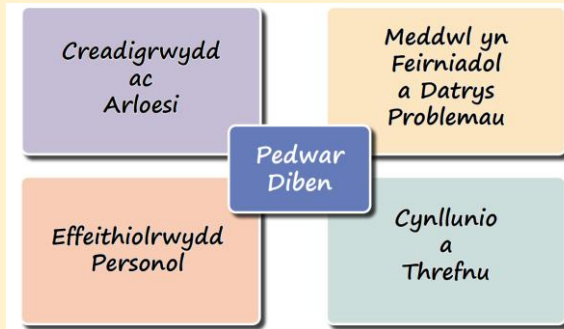 Creadigrwydd
ac
Arloesi
Meddwl yn
Feirniadol
a Datrys
Problemau
Pedwar
Diben
Effeithiolrwydd
Personol
Cynllunio
a
Threfnu